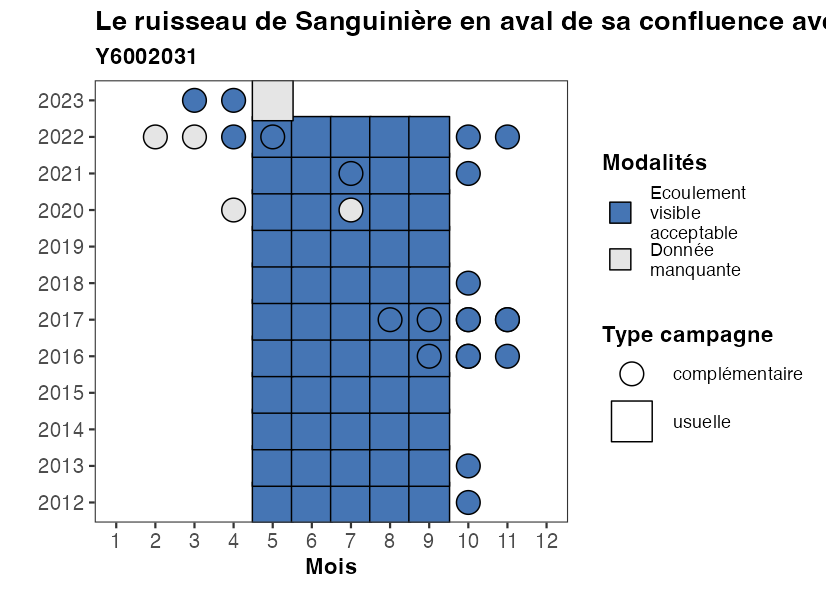 Le ruisseau de Sanguinière en aval de sa confluence
Y6002031
2023
2022
2021
2020
2019
2018
2017
2016
2015
2014
2013
2012
1 2 3 4 5 6 7 8 9 10 11 12
Mois
Modalités
Ecoulement
visible
acceptable
Donnée
manquante
Type campagne
complémentaire
usuelle